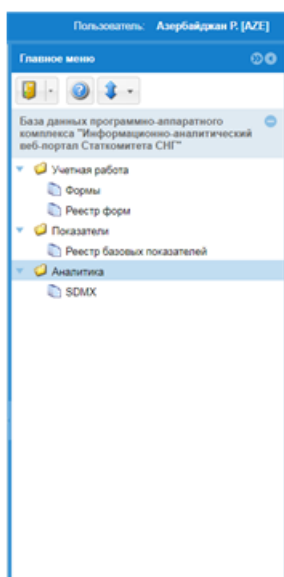 Пользователь: Азербайджан Р. [AZE]
Главное меню
База данных программно-аппаратного
комплекса "Информационно-аналитический
веб-портал Статкомитета СНГ"
Учетная работа
Формы
Реестр форм
Показатели
Реестр базовых показателей
Аналитика
SDMX